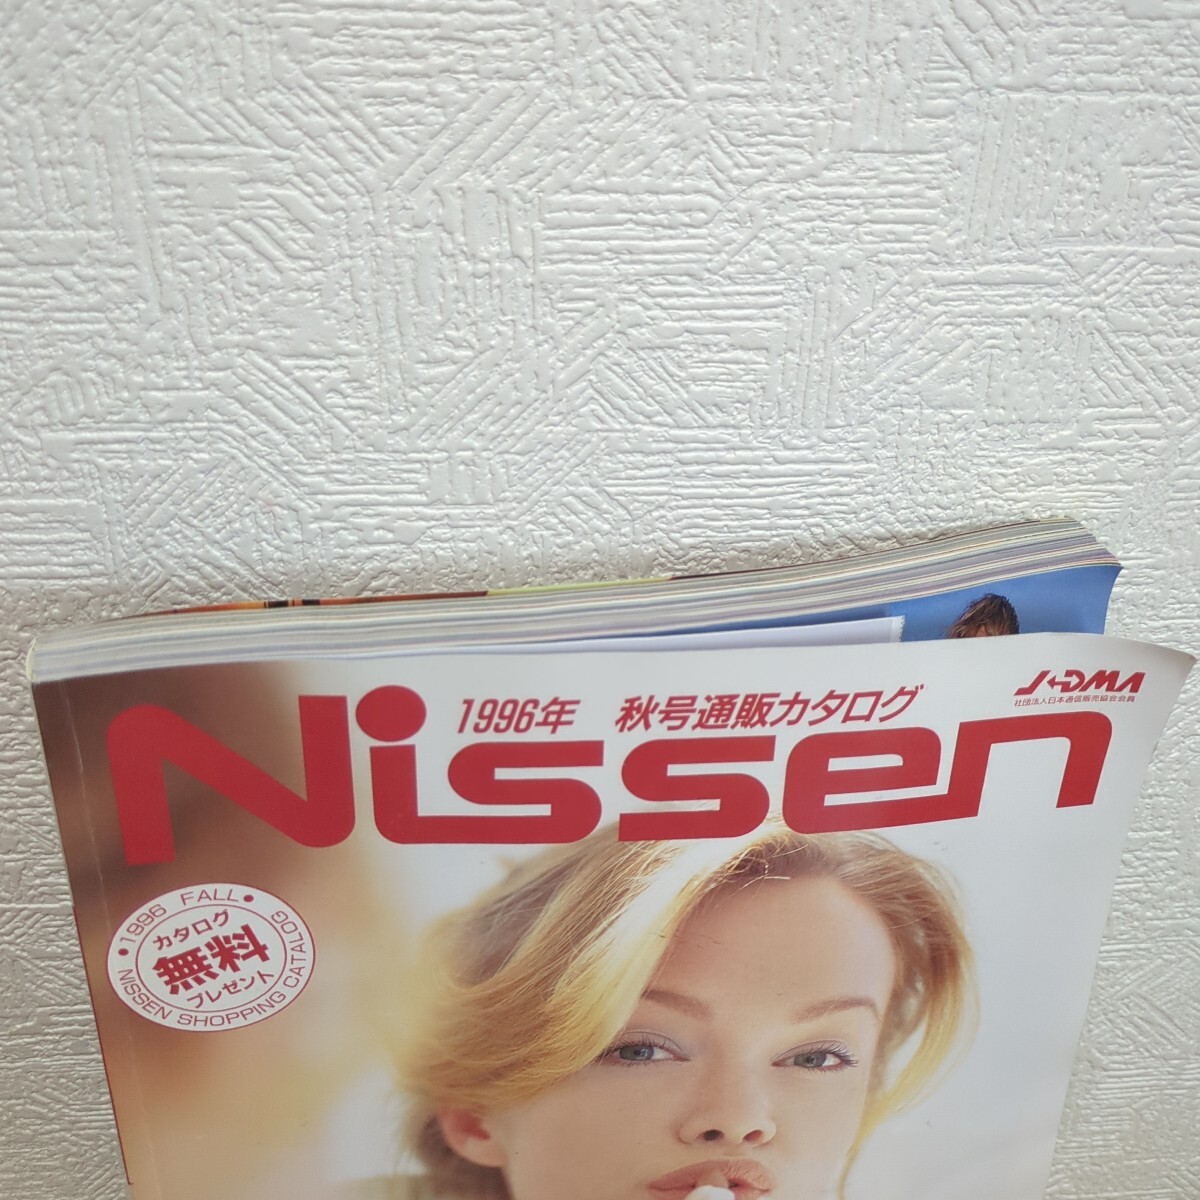 1996年 秋号通販カタログ
JADMA
社団法人日本通信販売協会会員
Nissen
• 1996 FALL •
NISSEN SHOPPING CATALOG
カタログ
無料
プレゼント